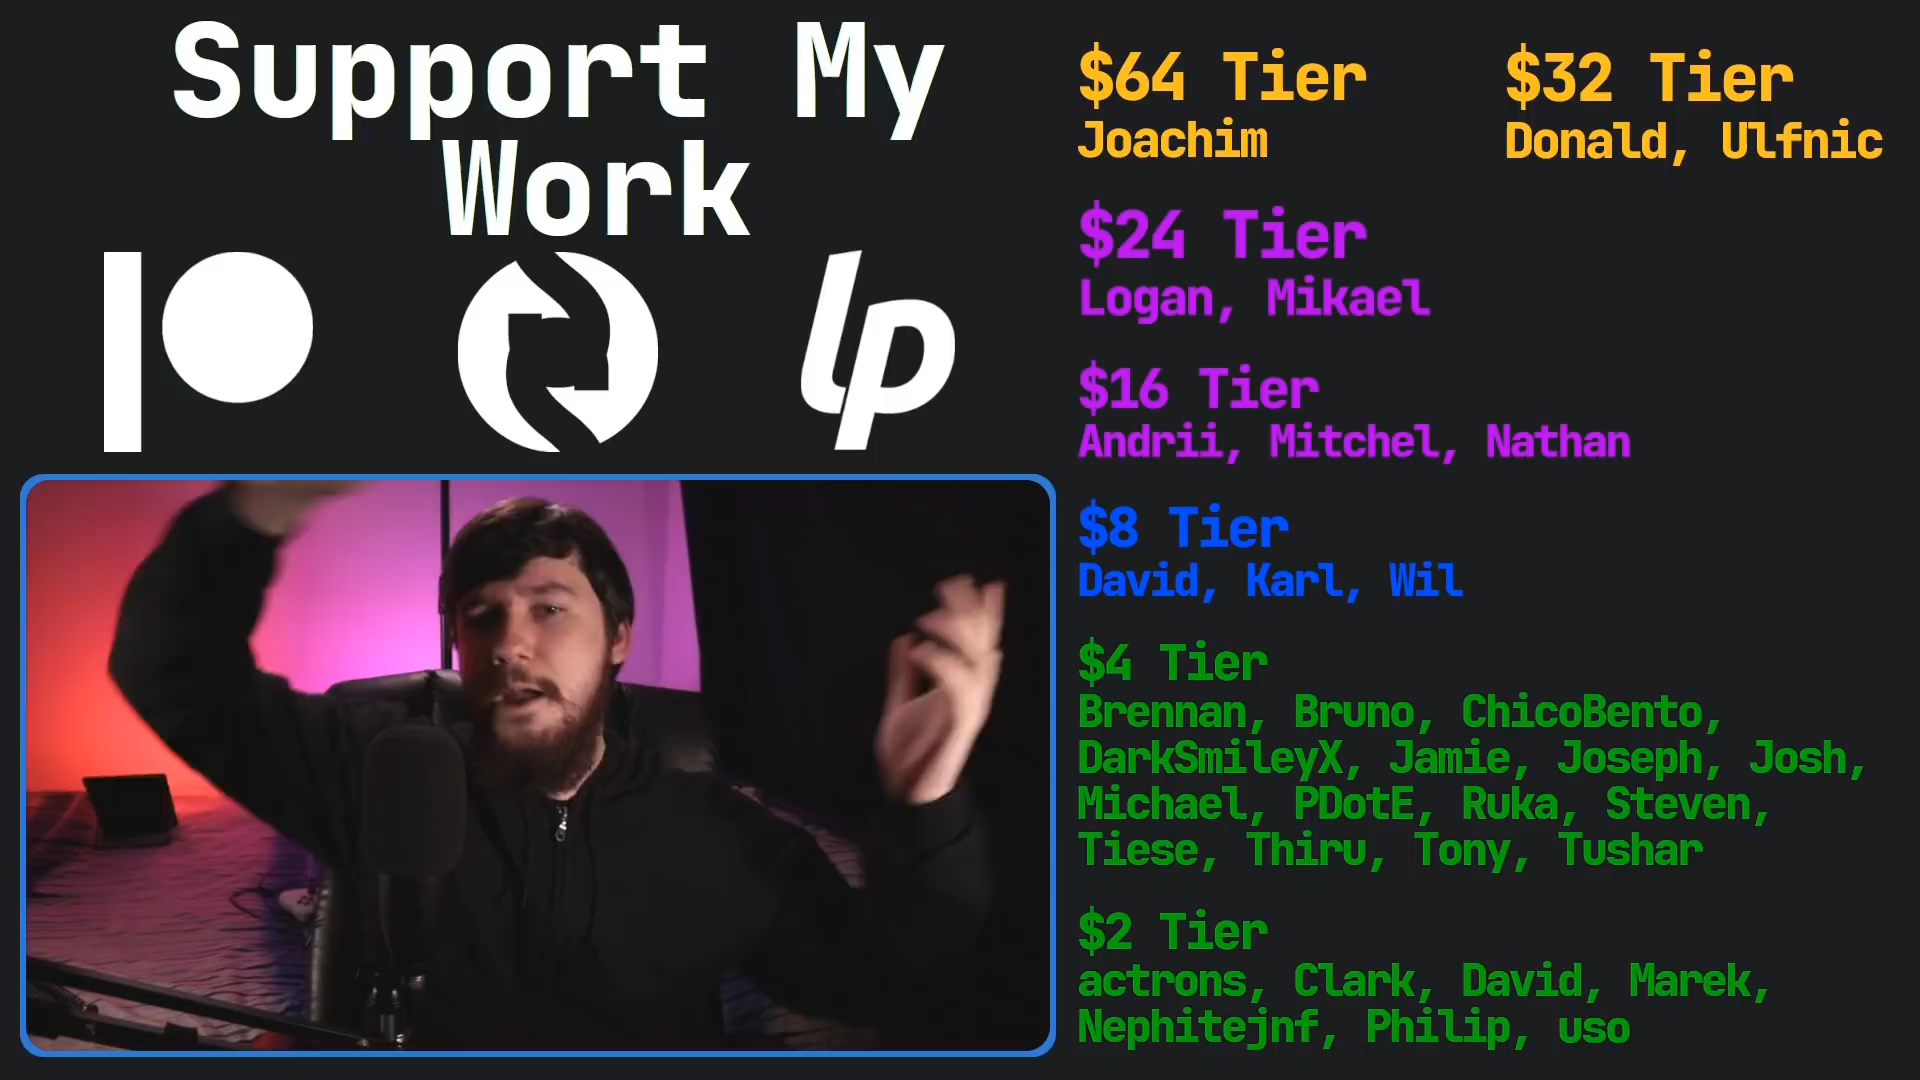 Support My
Work
lp
$64 Tier
Joachim
$32 Tier
Donald, Ulfnic
$24 Tier
Logan, Mikael
$16 Tier
Andrii, Mitchel, Nathan
$8 Tier
David, Karl, Wil
$4 Tier
Brennan, Bruno, ChicoBento,
DarkSmileyX, Jamie, Joseph, Josh,
Michael, PDotE, Ruka, Steven,
Tiese, Thiru, Tony, Tushar
$2 Tier
actrons, Clark, David, Marek,
Nephitejnf, Philip, uso